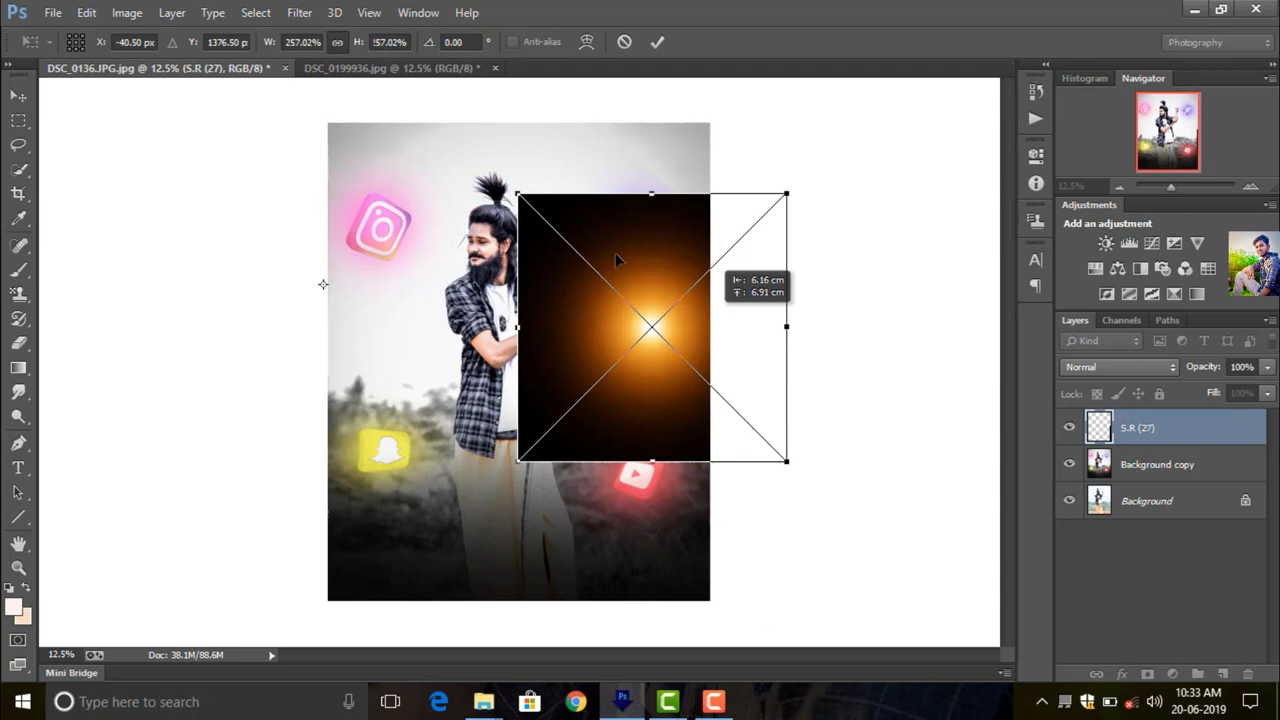 Ps File Edit Image Layer Type Select Filter 3D View Window Help
X: -40.50 px Y: 1376.50 px W: 257.02% H: !57.02% 0.00 ° Anti-alias Photography
DSC_0136.JPG.jpg @ 12.5% (S.R (27), RGB/8) * × DSC_0199936.jpg @ 12.5% (RGB/8) * ×
Histogram Navigator
12.5%
Adjustments
Add an adjustment
6.16 cm
6.91 cm
Layers Channels Paths
Kind
Normal Opacity: 100%
Lock: Fill: 100%
S.R (27)
Background copy
Background
12.5% Doc: 38.1M/88.6M
Mini Bridge
Type here to search
10:33 AM
20-06-2019